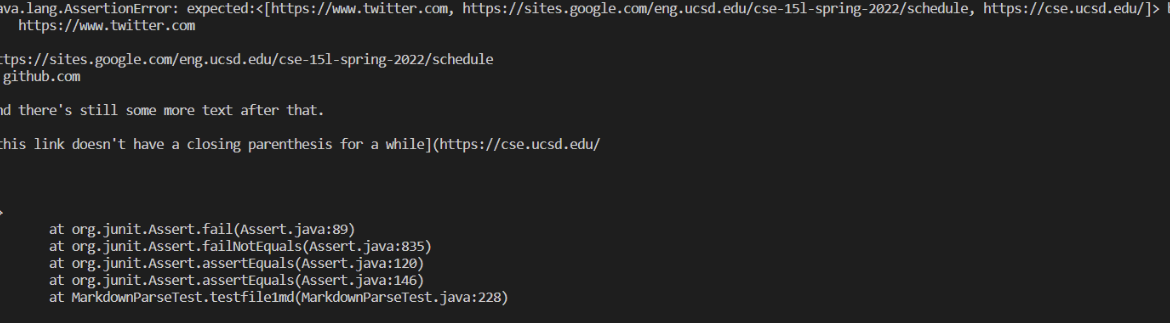 ava.lang.AssertionError: expected:<[https://www.twitter.com, https://sites.google.com/eng.ucsd.edu/cse-15l-spring-2022/schedule, https://cse.ucsd.edu/]>
https://www.twitter.com
ttps://sites.google.com/eng.ucsd.edu/cse-15l-spring-2022/schedule
github.com
nd there's still some more text after that.
this link doesn't have a closing parenthesis for a while](https://cse.ucsd.edu/
>
at org.junit.Assert.fail(Assert.java:89)
at org.junit.Assert.failNotEquals(Assert.java:835)
at org.junit.Assert.assertEquals(Assert.java:120)
at org.junit.Assert.assertEquals(Assert.java:146)
at MarkdownParseTest.testfile1md(MarkdownParseTest.java:228)